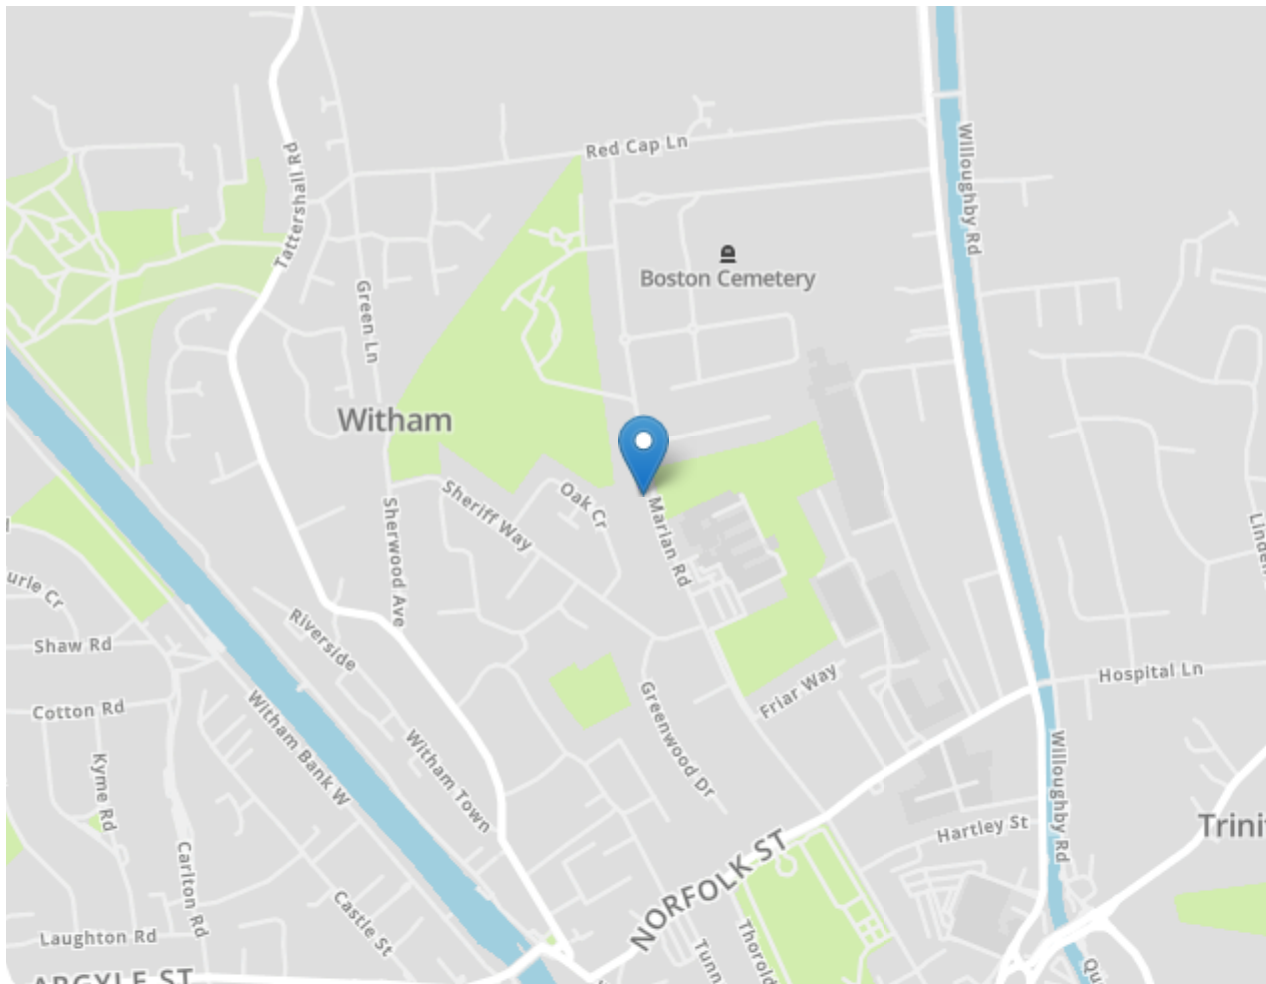 Red Cap Ln
Tattershall Rd
Willoughby Rd
Boston Cemetery
Green Ln
Witham
Sheriff Way
Oak Cr
Sherwood Ave
Marian Rd
Riverside
Shaw Rd
Hospital Ln
Friar Way
Cotton Rd
Greenwood Dr
Witham Bank W
Witham Town
Willoughby Rd
Kyme Rd
Hartley St
NORFOLK ST
Carlton Rd
Castle St
Laughton Rd
ARGYLE ST